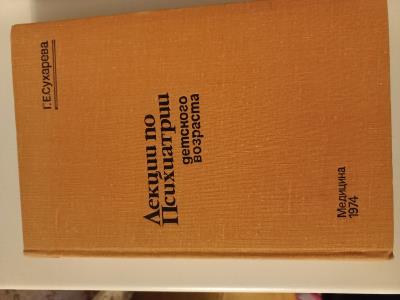 Г.Е.Сухарева
Лекции по
Психиатрии
детского
возраста
Медицина
1974